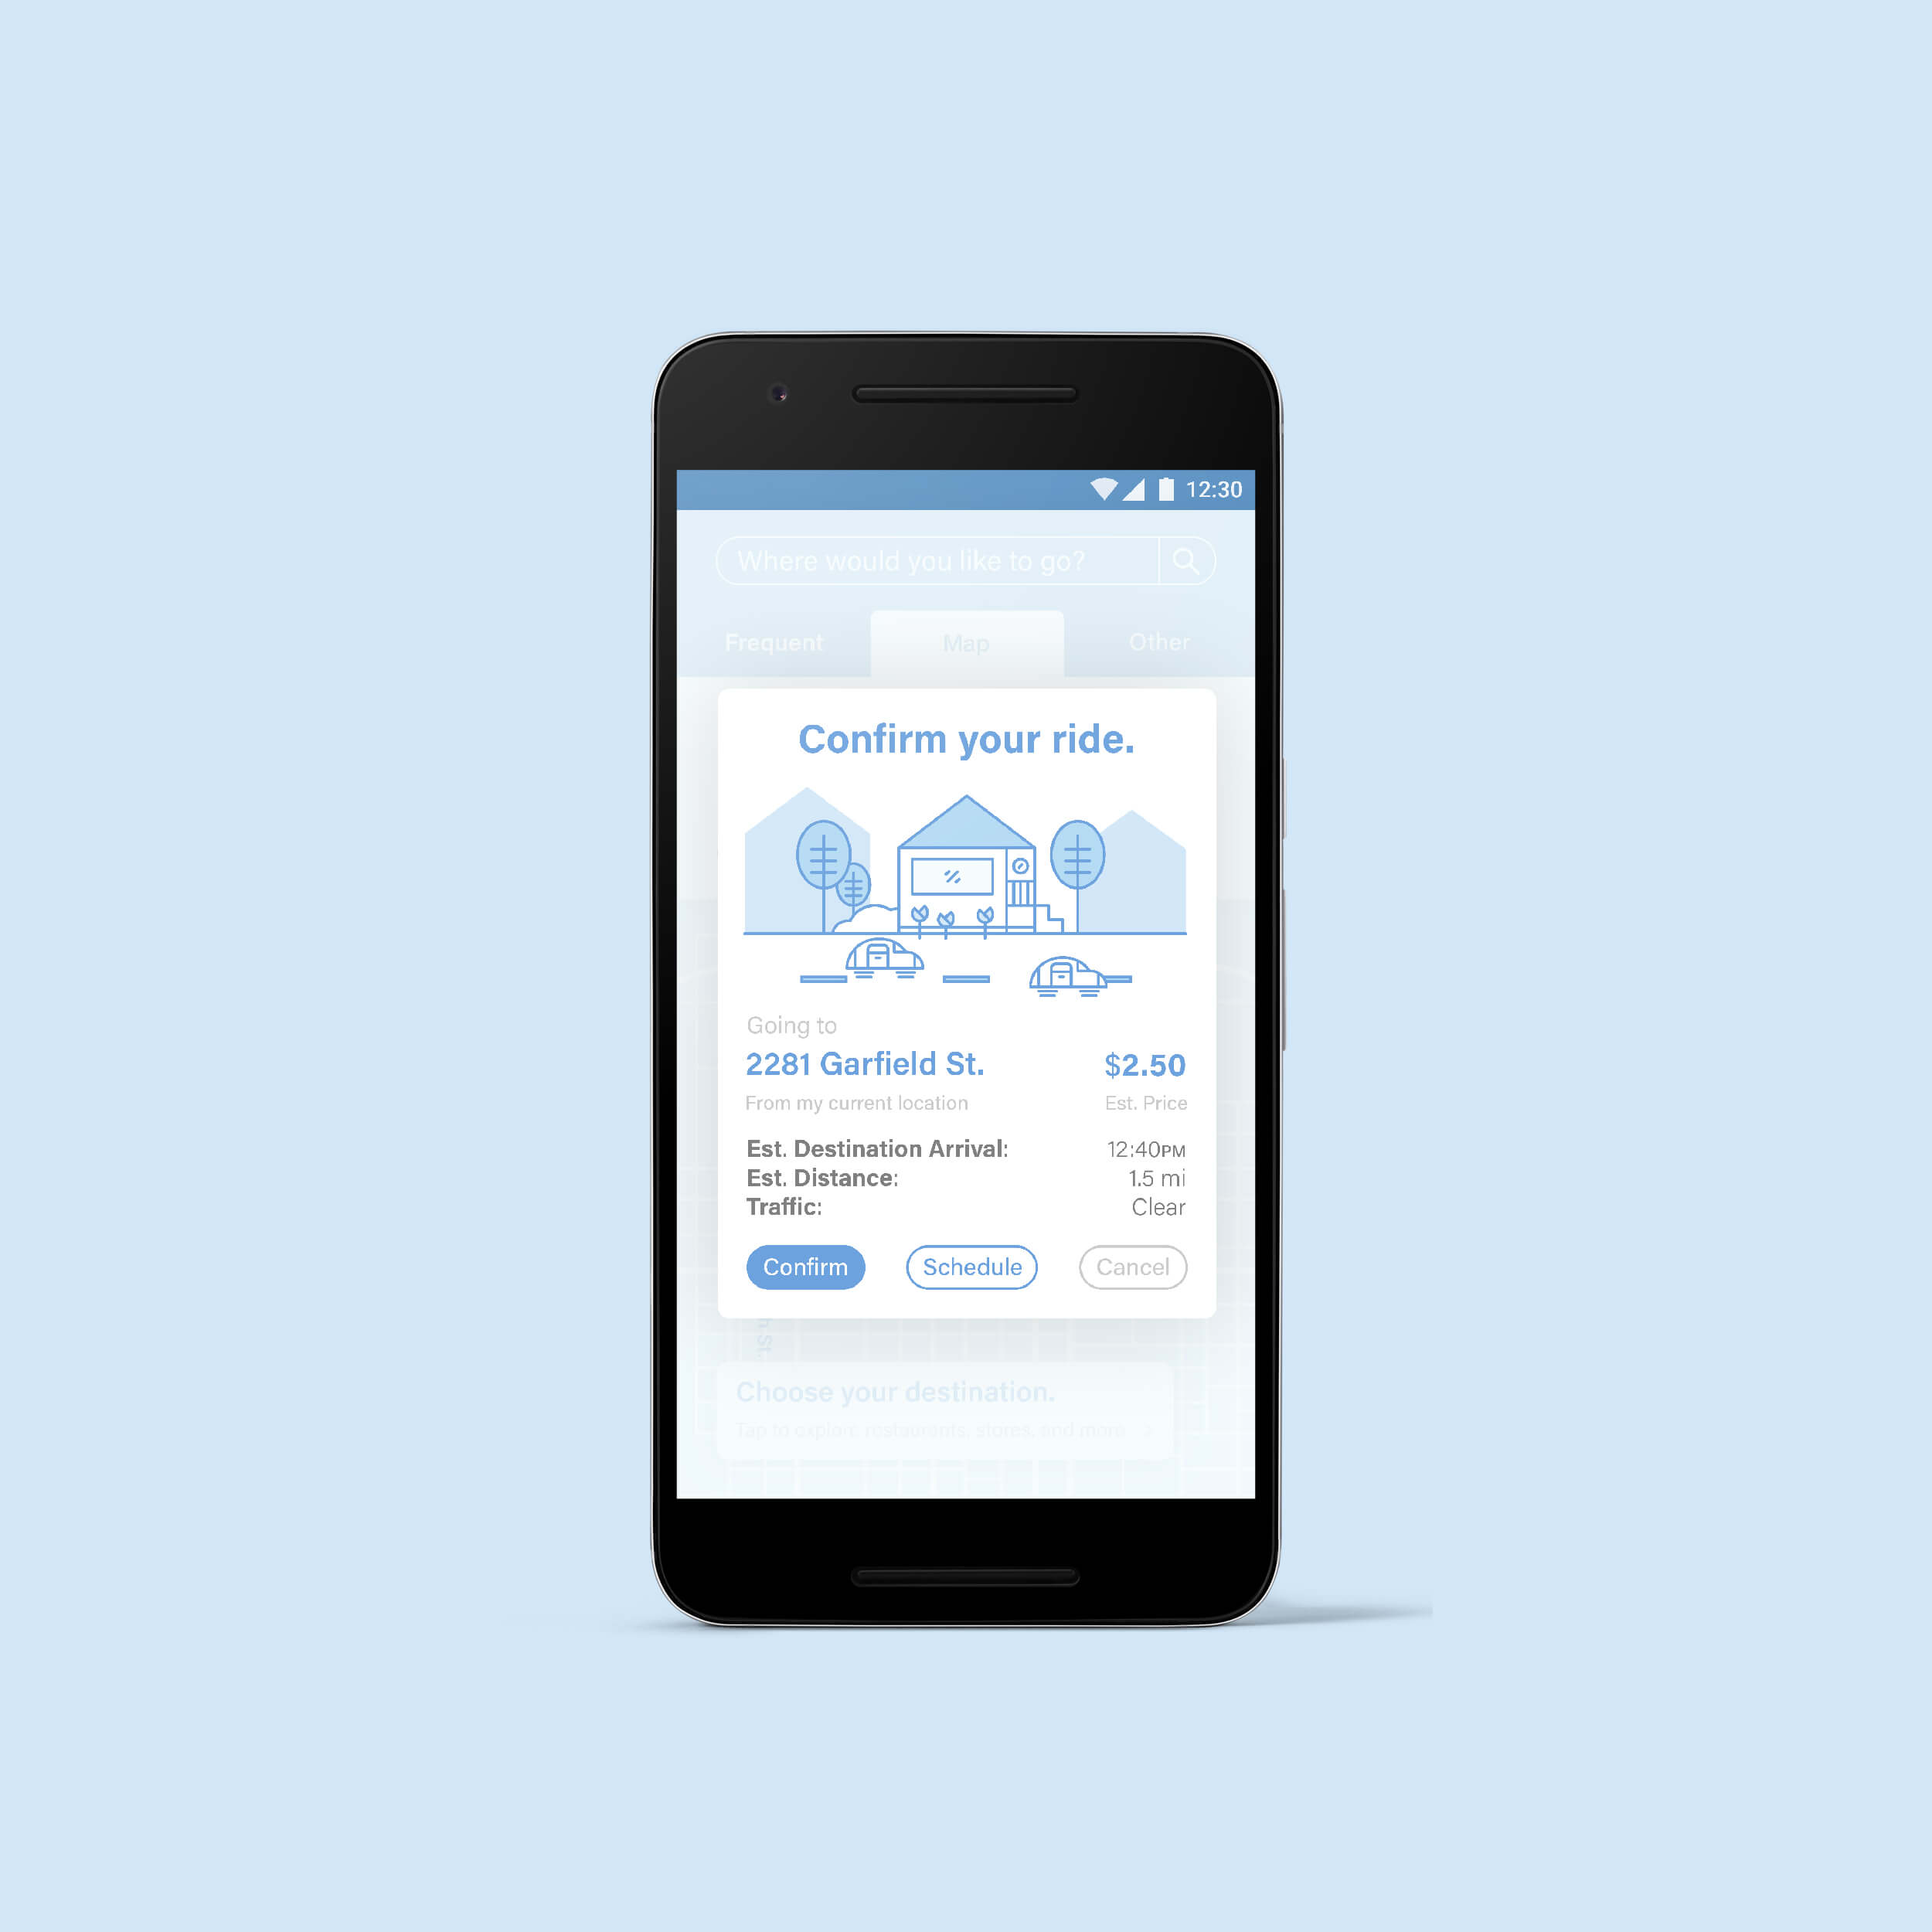 12:30
Where would you like to go?
Frequent Map Other
Confirm your ride.
Going to
2281 Garfield St. $2.50
From my current location Est. Price
Est. Destination Arrival: 12:40PM
Est. Distance: 1.5 mi
Traffic: Clear
Confirm Schedule Cancel
h St.
Choose your destination.
Tap to explore restaurants, stores, and more